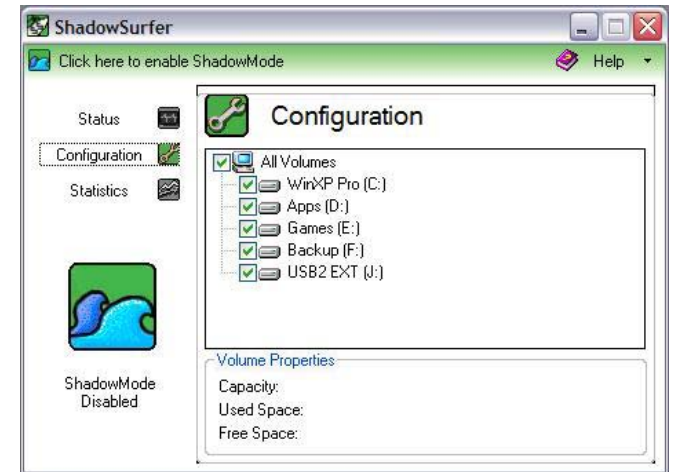 ShadowSurfer
Click here to enable ShadowMode
Help
Status
Configuration
Statistics
ShadowMode
Disabled
Configuration
All Volumes
WinXP Pro (C:)
Apps (D:)
Games (E:)
Backup (F:)
USB2 EXT (J:)
Volume Properties
Capacity:
Used Space:
Free Space: